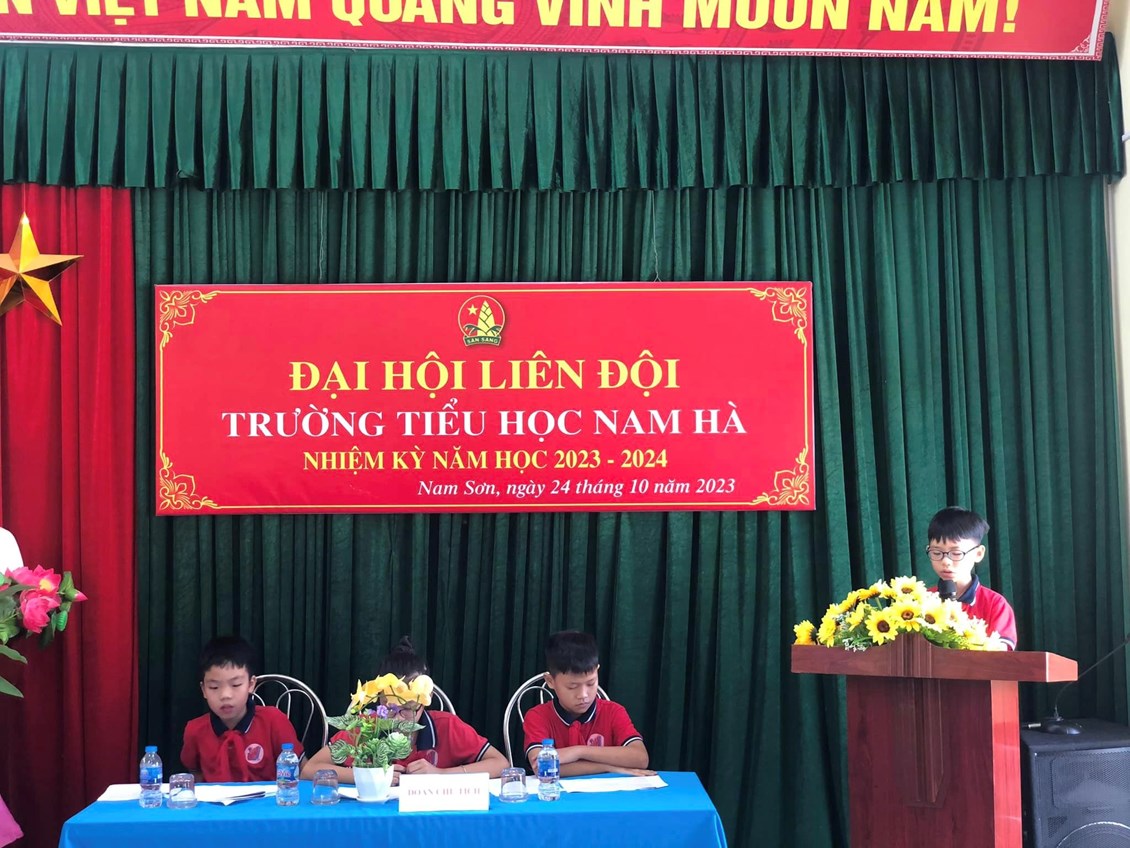 VIỆT NAM QUANG VINH MUÔN NĂM!
SẴN SÀNG
ĐẠI HỘI LIÊN ĐỘI
TRƯỜNG TIỂU HỌC NAM HÀ
NHIỆM KỲ NĂM HỌC 2023 - 2024
Nam Sơn, ngày 24 tháng 10 năm 2023
ĐOÀN CHỦ TỊCH